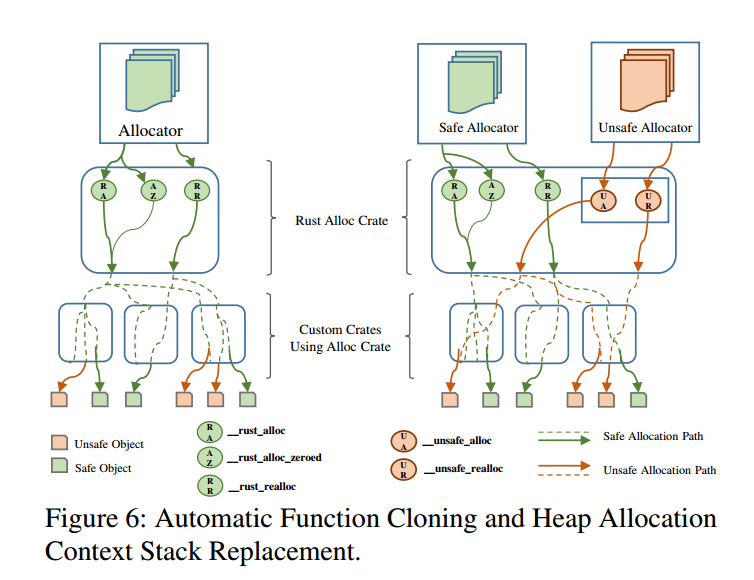 Allocator
Safe Allocator
Unsafe Allocator
R A
A Z
R R
R A
A Z
R R
U A
U R
Rust Alloc Crate
Custom Crates
Using Alloc Crate
Unsafe Object
Safe Object
R A
__rust_alloc
A Z
__rust_alloc_zeroed
R R
__rust_realloc
U A
__unsafe_alloc
U R
__unsafe_realloc
Safe Allocation Path
Unsafe Allocation Path
Figure 6: Automatic Function Cloning and Heap Allocation
Context Stack Replacement.